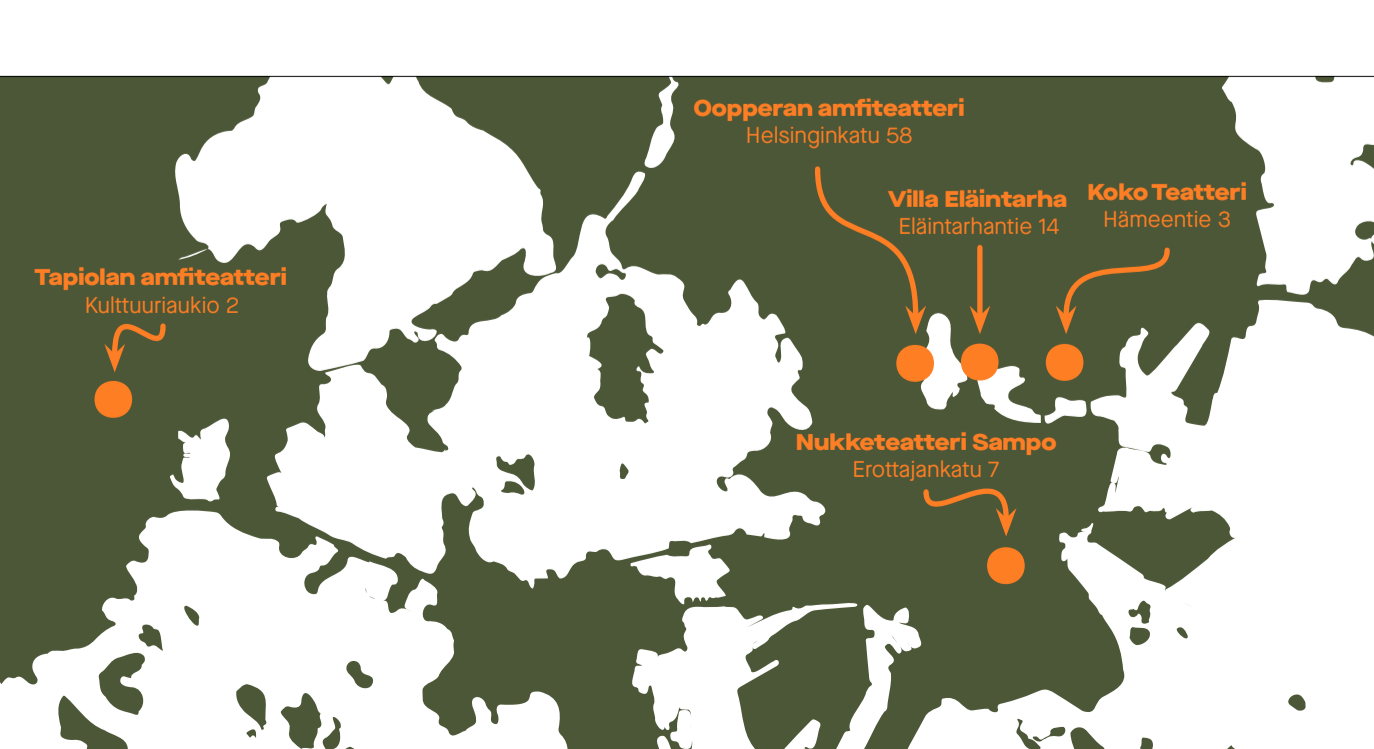 Oopperan amfiteatteri
Helsinginkatu 58
Villa Eläintarha
Eläintarhantie 14
Koko Teatteri
Hämeentie 3
Tapiolan amfiteatteri
Kulttuuriaukio 2
Nukketeatteri Sampo
Erottajankatu 7